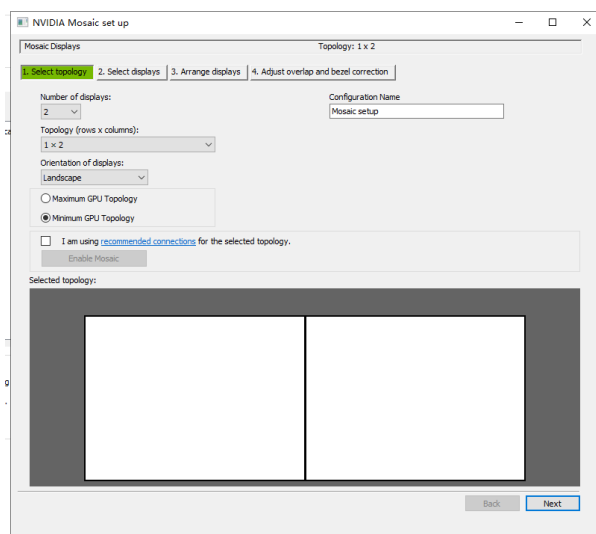 NVIDIA Mosaic set up
Mosaic Displays Topology: 1 x 2
1. Select topology 2. Select displays 3. Arrange displays 4. Adjust overlap and bezel correction
Number of displays: Configuration Name
2 Mosaic setup
Topology (rows x columns):
1 × 2
Orientation of displays:
Landscape
Maximum GPU Topology
Minimum GPU Topology
I am using recommended connections for the selected topology.
Enable Mosaic
Selected topology:
Back Next